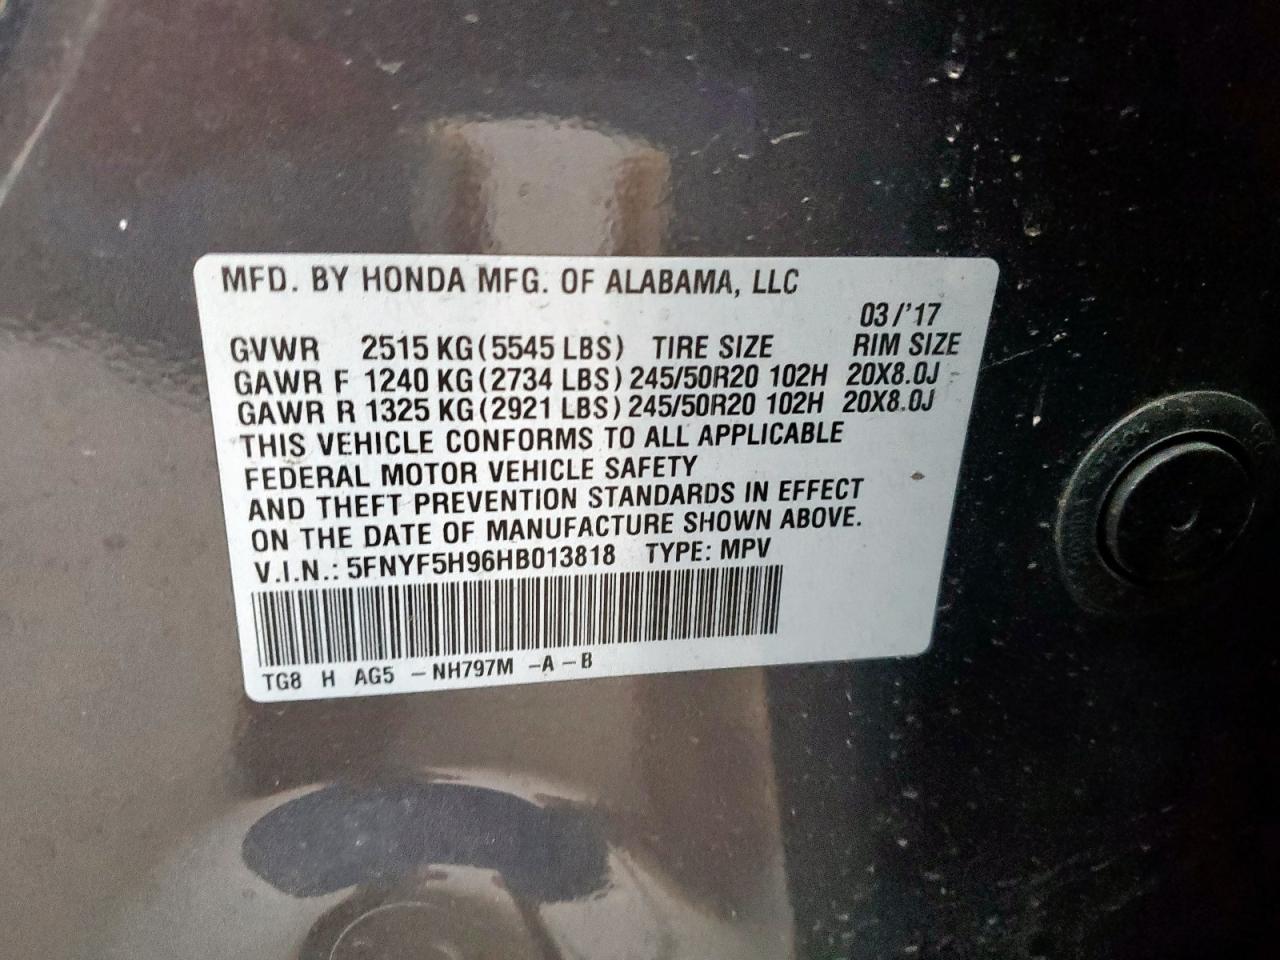 MFD. BY HONDA MFG. OF ALABAMA, LLC
03/'17
GVWR 2515 KG (5545 LBS) TIRE SIZE RIM SIZE
GAWR F 1240 KG (2734 LBS) 245/50R20 102H 20X8.0J
GAWR R 1325 KG (2921 LBS) 245/50R20 102H 20X8.0J
THIS VEHICLE CONFORMS TO ALL APPLICABLE
FEDERAL MOTOR VEHICLE SAFETY
AND THEFT PREVENTION STANDARDS IN EFFECT
ON THE DATE OF MANUFACTURE SHOWN ABOVE.
V.I.N.: 5FNYF5H96HB013818 TYPE: MPV
TG8 H AG5 -NH797M -A -B